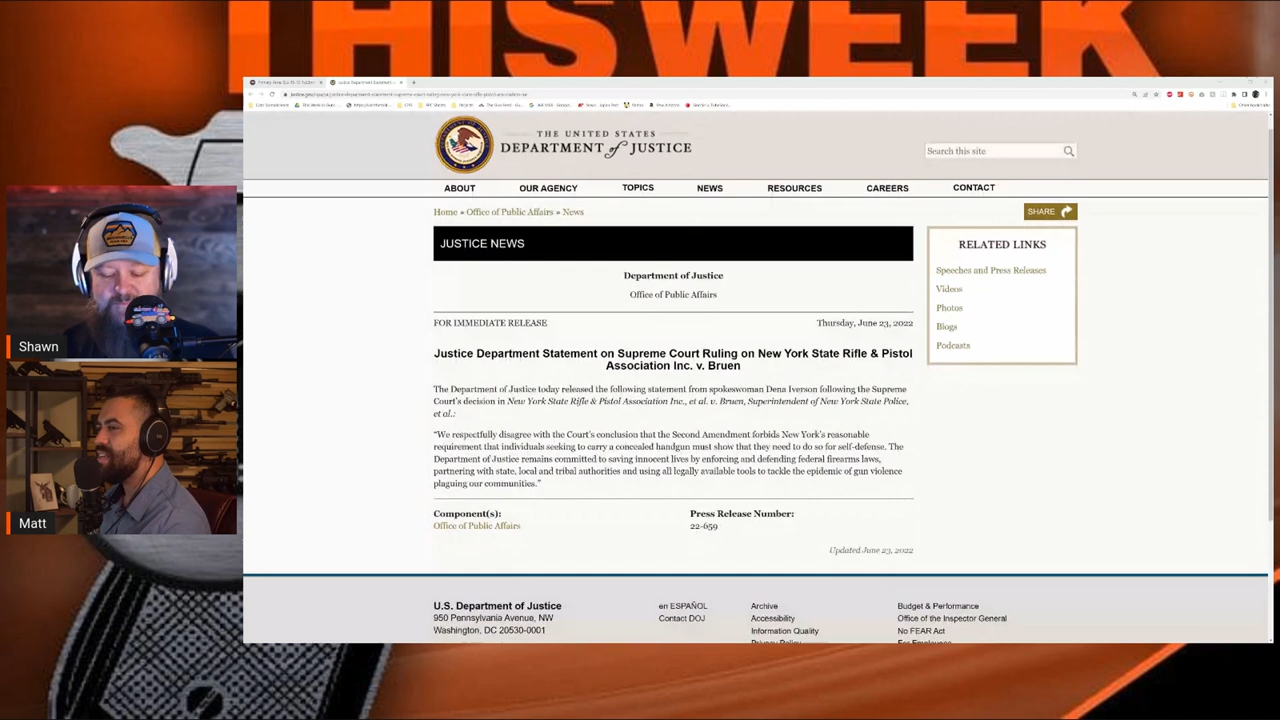 THIS WEEK
THE UNITED STATES
DEPARTMENT of JUSTICE
Search this site
ABOUT OUR AGENCY TOPICS NEWS RESOURCES CAREERS CONTACT
Home » Office of Public Affairs » News
SHARE
JUSTICE NEWS
RELATED LINKS
Speeches and Press Releases
Videos
Photos
Blogs
Podcasts
Department of Justice
Office of Public Affairs
FOR IMMEDIATE RELEASE Thursday, June 23, 2022
Justice Department Statement on Supreme Court Ruling on New York State Rifle & Pistol
Association Inc. v. Bruen
The Department of Justice today released the following statement from spokeswoman Dena Iverson following the Supreme
Court's decision in New York State Rifle & Pistol Association Inc., et al. v. Bruen, Superintendent of New York State Police,
et al.:
“We respectfully disagree with the Court's conclusion that the Second Amendment forbids New York's reasonable
requirement that individuals seeking to carry a concealed handgun must show that they need to do so for self-defense. The
Department of Justice remains committed to saving innocent lives by enforcing and defending federal firearms laws,
partnering with state, local and tribal authorities and using all legally available tools to tackle the epidemic of gun violence
plaguing our communities.”
Component(s): Press Release Number:
Office of Public Affairs 22-659
Updated June 23, 2022
U.S. Department of Justice
950 Pennsylvania Avenue, NW
Washington, DC 20530-0001
en ESPAÑOL
Contact DOJ
Archive
Accessibility
Information Quality
Privacy Policy
Budget & Performance
Office of the Inspector General
No FEAR Act
For Employees
Shawn
Matt